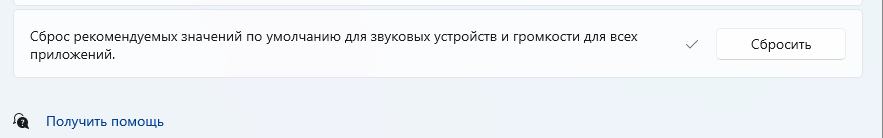 Сброс рекомендуемых значений по умолчанию для звуковых устройств и громкости для всех
приложений.
Сбросить
Получить помощь